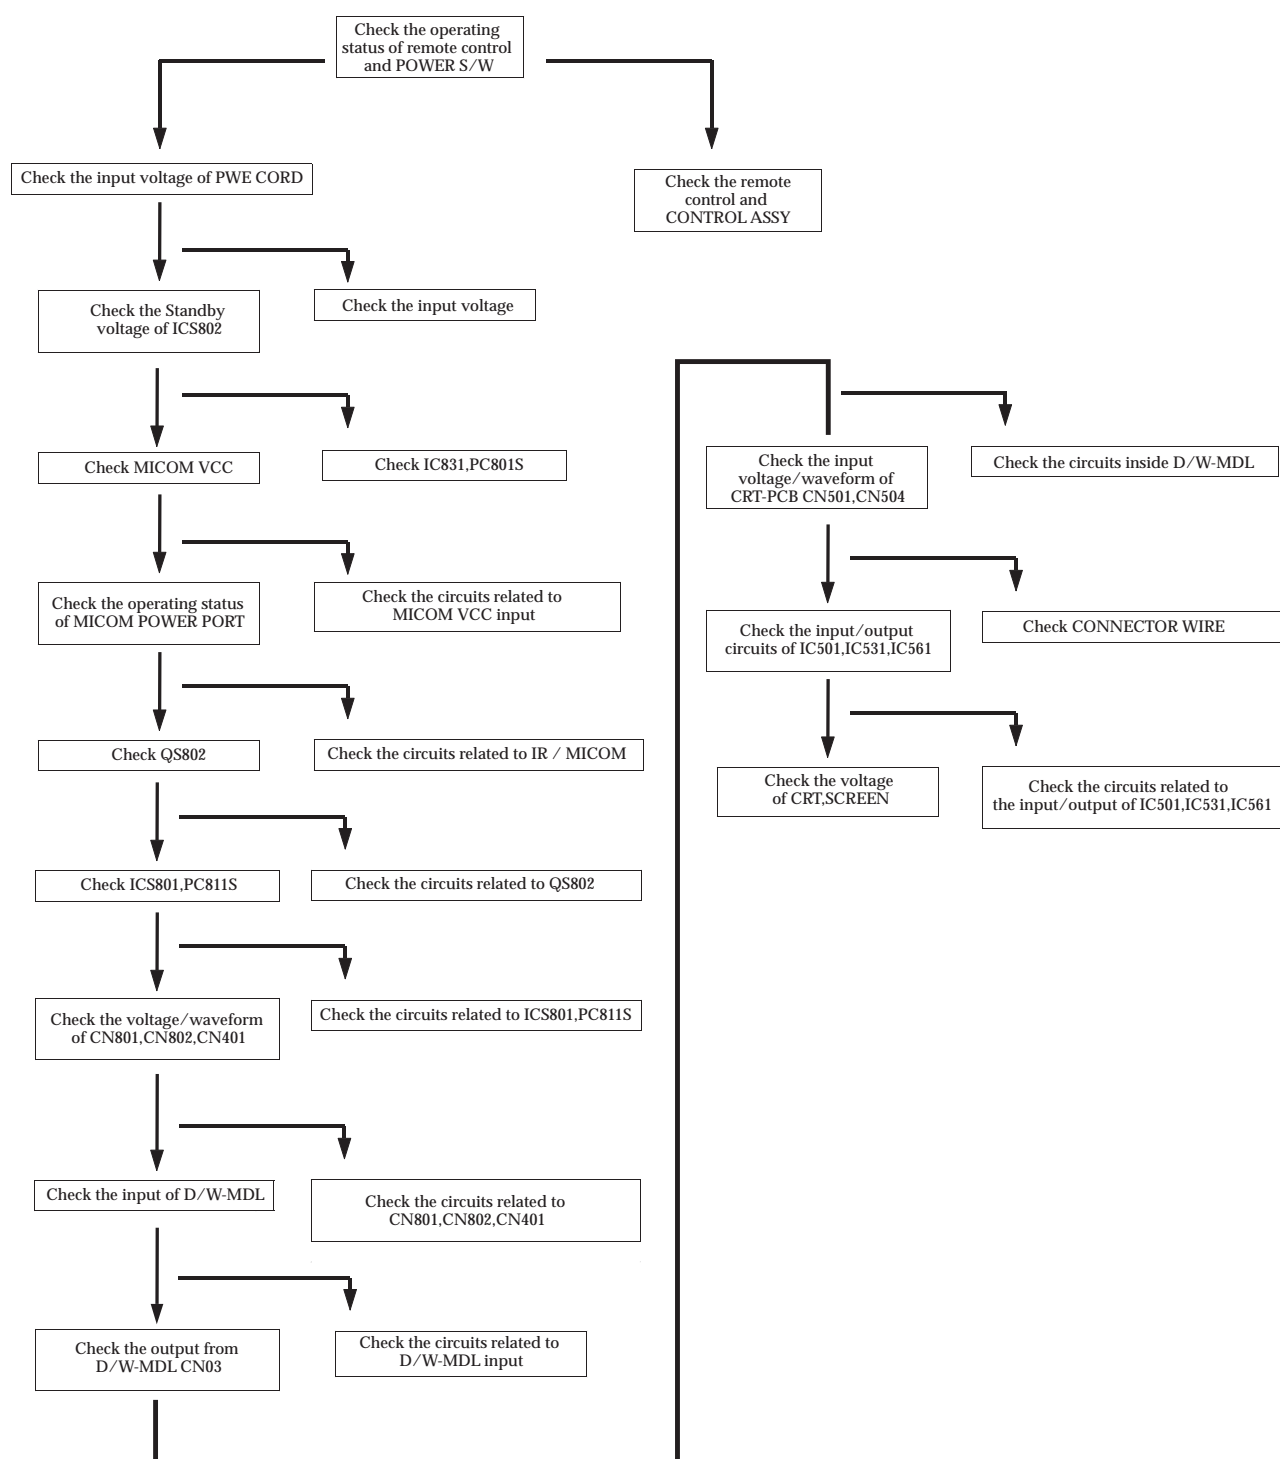 Check the operating
status of remote control
and POWER S/W
Check the input voltage of PWE CORD
Check the remote
control and
CONTROL ASSY
Check the Standby
voltage of ICS802
Check the input voltage
Check MICOM VCC
Check IC831,PC801S
Check the operating status
of MICOM POWER PORT
Check the circuits related to
MICOM VCC input
Check QS802
Check the circuits related to IR / MICOM
Check ICS801,PC811S
Check the circuits related to QS802
Check the voltage/waveform
of CN801,CN802,CN401
Check the circuits related to ICS801,PC811S
Check the input of D/W-MDL
Check the circuits related to
CN801,CN802,CN401
Check the output from
D/W-MDL CN03
Check the circuits related to
D/W-MDL input
Check the input
voltage/waveform of
CRT-PCB CN501,CN504
Check the circuits inside D/W-MDL
Check the input/output
circuits of IC501,IC531,IC561
Check CONNECTOR WIRE
Check the voltage
of CRT,SCREEN
Check the circuits related to
the input/output of IC501,IC531,IC561